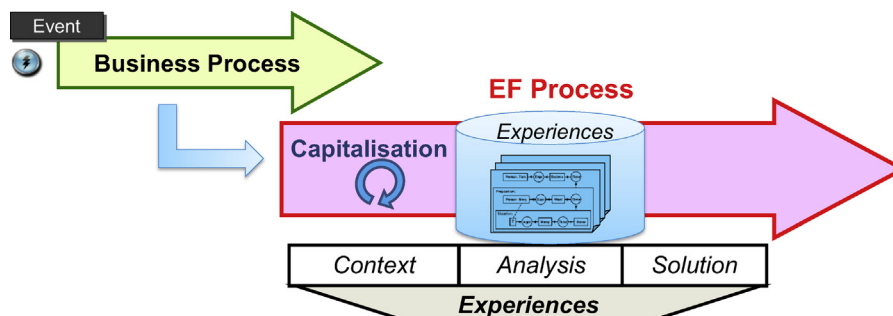 Event
Business Process
EF Process
Capitalisation
Experiences
Context
Analysis
Solution
Experiences